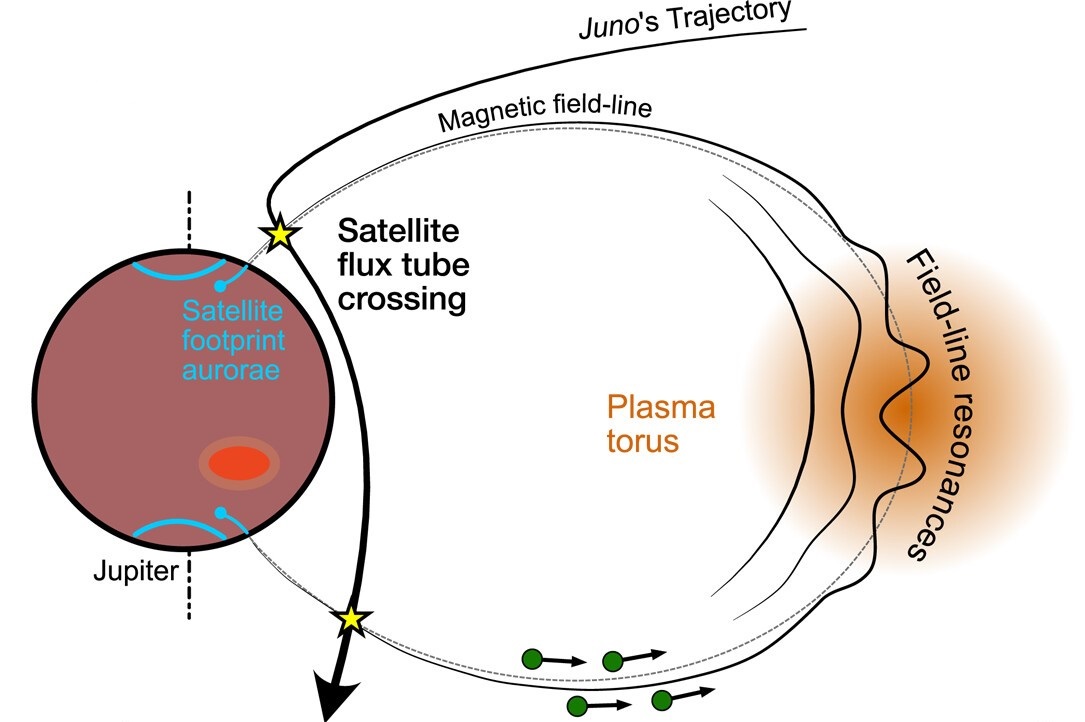 Juno's Trajectory
Magnetic field-line
Satellite
flux tube
crossing
Satellite
footprint
aurorae
Field-line resonances
Plasma
torus
Jupiter